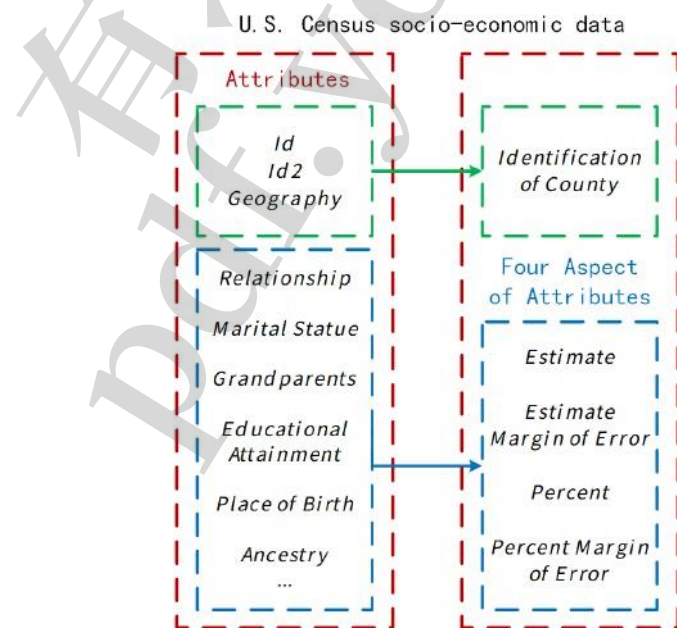 U.S. Census socio-economic data
Attributes
Id
Id2
Geography
Identification
of County
Relationship
Marital Statue
Grandparents
Educational
Attainment
Place of Birth
Ancestry
...
Four Aspect
of Attributes
Estimate
Estimate
Margin of Error
Percent
Percent Margin
of Error